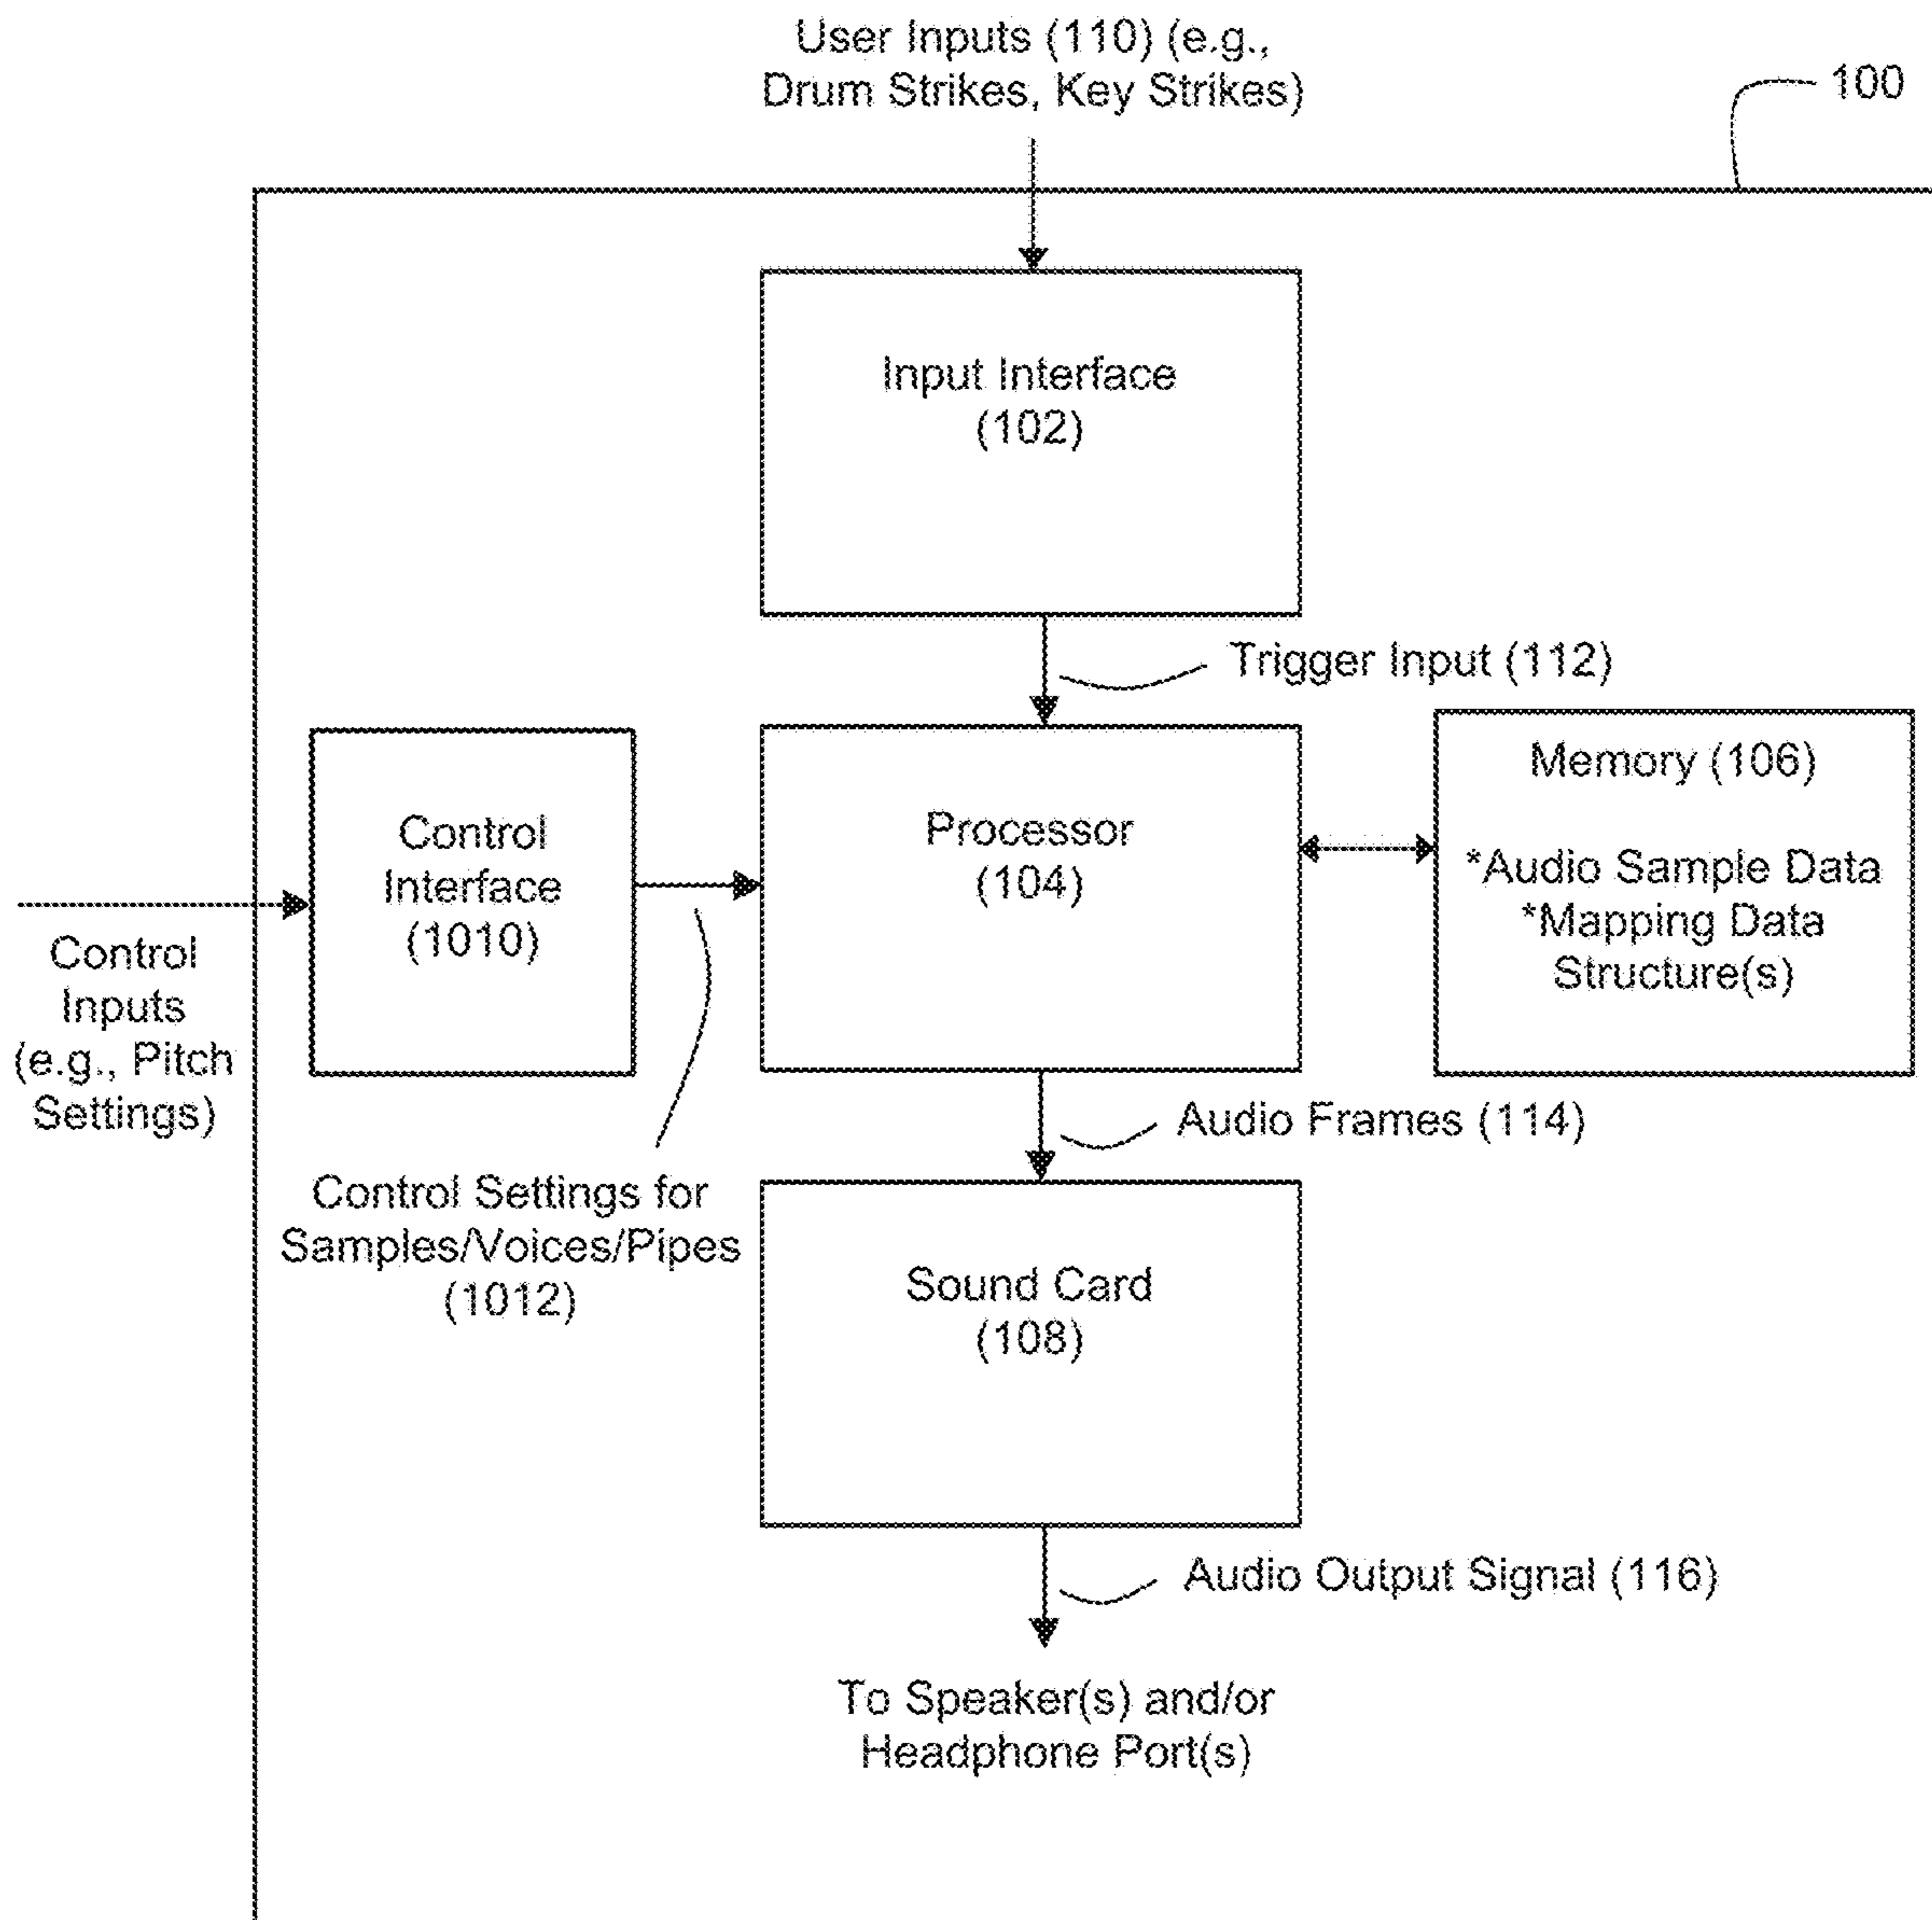 User Inputs (110) (e.g.,
Drum Strikes, Key Strikes)
100
Input Interface
(102)
Trigger Input (112)
Control
Interface
(1010)
Processor
(104)
Memory (106)
*Audio Sample Data
*Mapping Data
Structure(s)
Control
Inputs
(e.g., Pitch
Settings)
Control Settings for
Samples/Voices/Pipes
(1012)
Audio Frames (114)
Sound Card
(108)
Audio Output Signal (116)
To Speaker(s) and/or
Headphone Port(s)